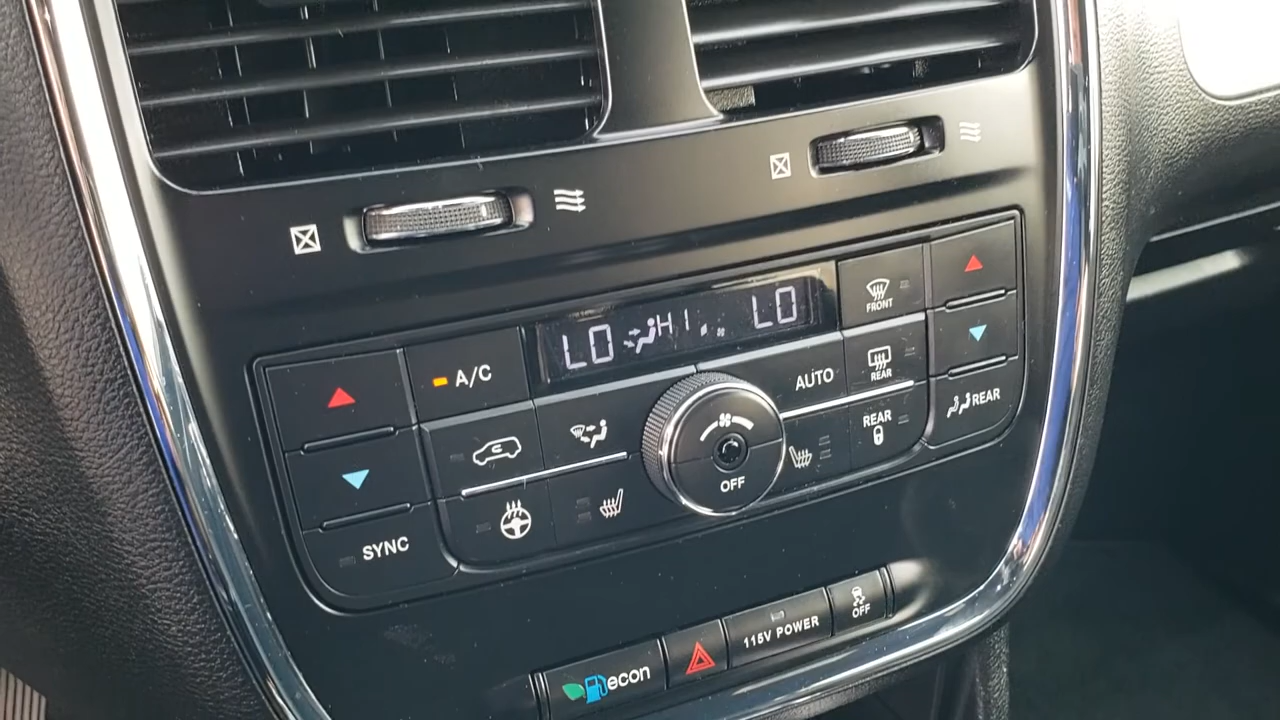 LO HI LO
FRONT
A/C
AUTO
REAR
REAR
REAR
OFF
SYNC
115V POWER
OFF
econ